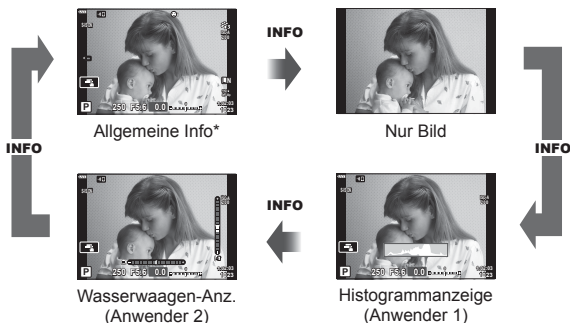 INFO
Allgemeine Info*
Nur Bild
INFO
INFO
P 250 F5.6 0.0
INFO
Wasserwaagen-Anz.
(Anwender 2)
Histogrammanzeige
(Anwender 1)
P 250 F5.6 0.0
P 250 F5.6 0.0